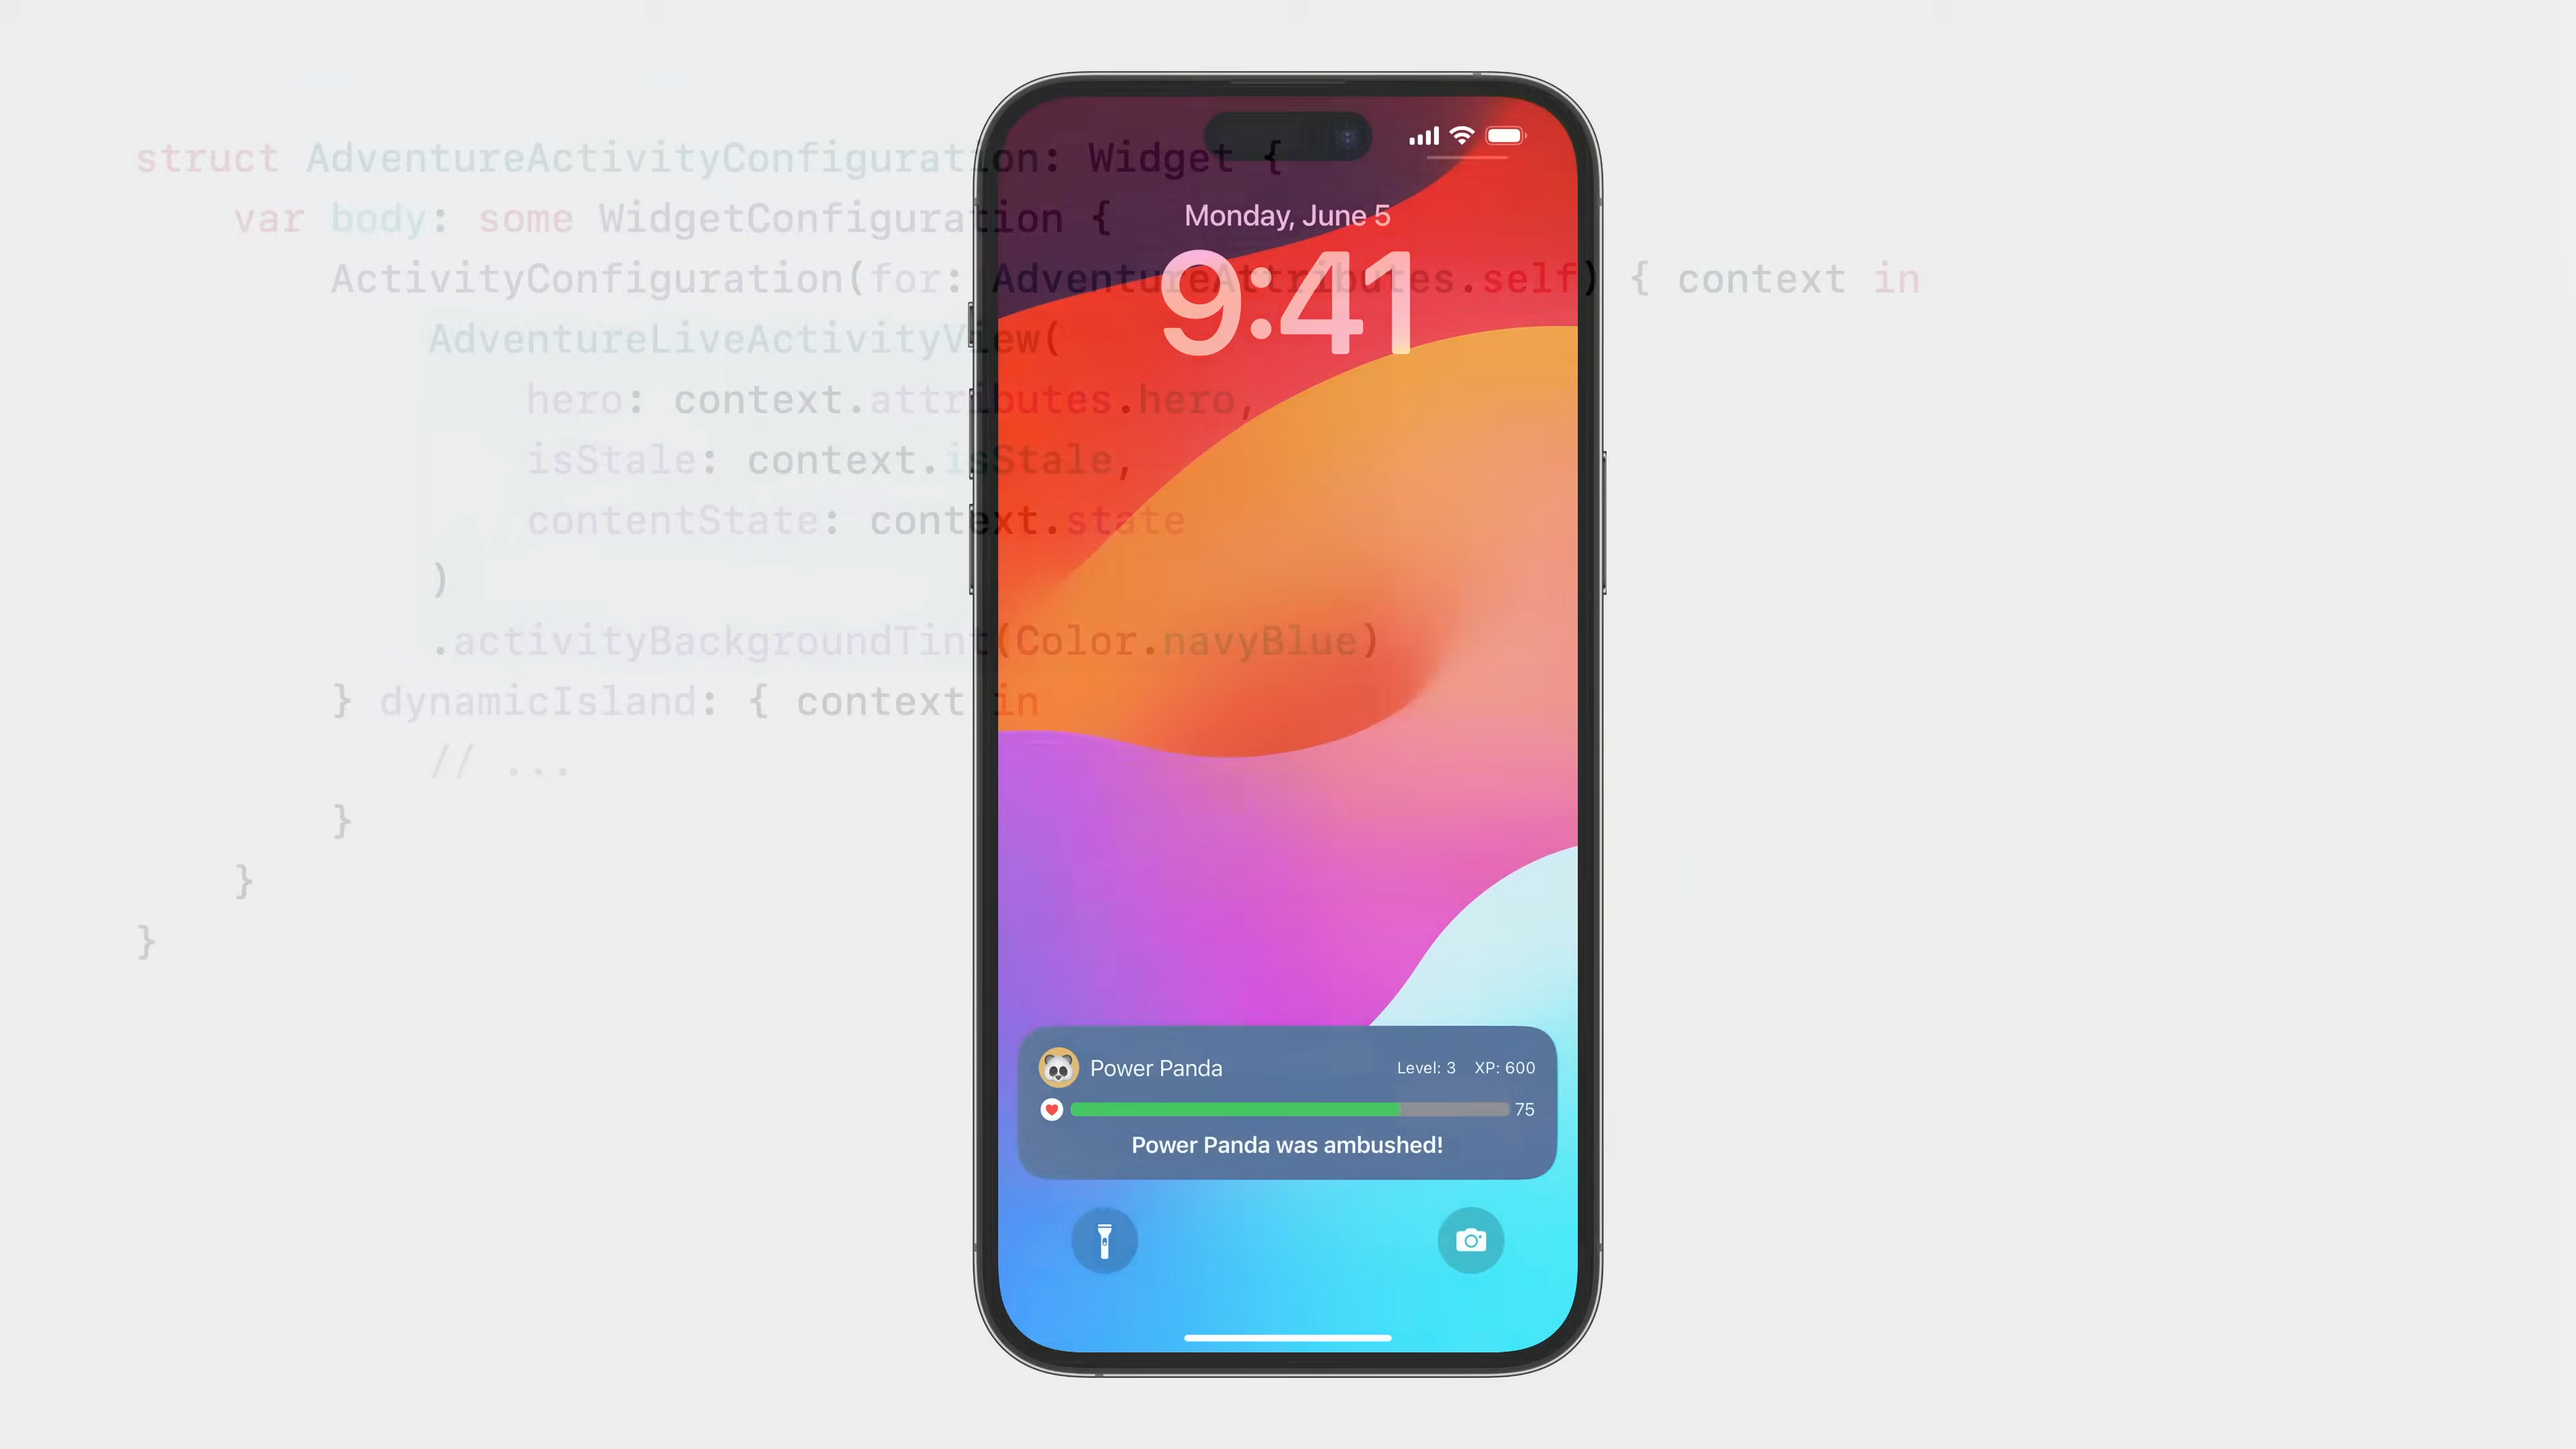 struct AdventureActivityConfiguration: Widget {
var body: some WidgetConfiguration {
ActivityConfiguration(for: AdventureAttributes.self) { context in
AdventureLiveActivityView(
hero: context.attributes.hero,
isStale: context.isStale,
contentState: context.state
)
.activityBackgroundTint(Color.navyBlue)
} dynamicIsland: { context in
// ...
}
}
}
Monday, June 5
9:41
Power Panda Level: 3 XP: 600
75
Power Panda was ambushed!